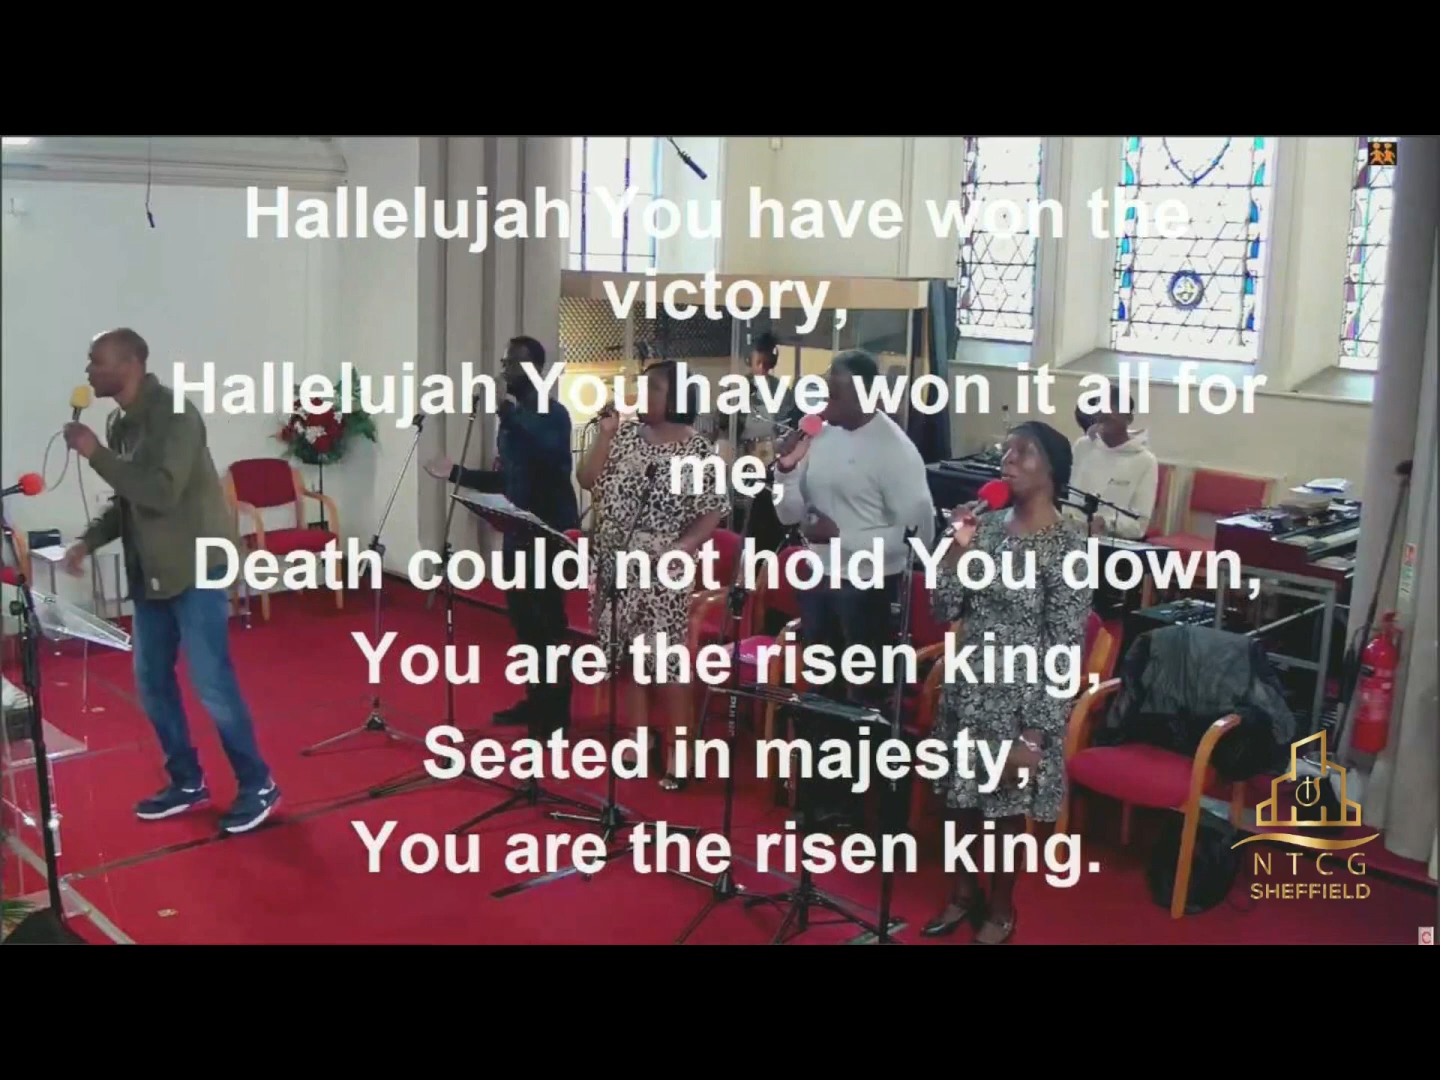 Hallelujah You have won the
victory,
Hallelujah You have won it all for
me,
Death could not hold You down,
You are the risen king,
Seated in majesty,
You are the risen king.
NTCG
SHEFFIELD